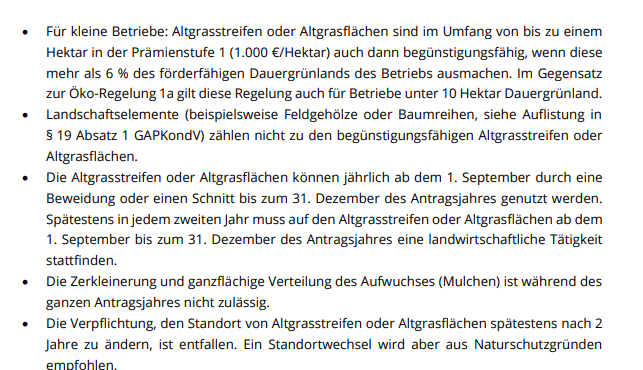 • Für kleine Betriebe: Altgrasstreifen oder Altgrasflächen sind im Umfang von bis zu einem
Hektar in der Prämienstufe 1 (1.000 €/Hektar) auch dann begünstigungsfähig, wenn diese
mehr als 6 % des förderfähigen Dauergrünlands des Betriebs ausmachen. Im Gegensatz
zur Öko-Regelung 1a gilt diese Regelung auch für Betriebe unter 10 Hektar Dauergrünland.
• Landschaftselemente (beispielsweise Feldgehölze oder Baumreihen, siehe Auflistung in
§ 19 Absatz 1 GAPKondV) zählen nicht zu den begünstigungsfähigen Altgrasstreifen oder
Altgrasflächen.
• Die Altgrasstreifen oder Altgrasflächen können jährlich ab dem 1. September durch eine
Beweidung oder einen Schnitt bis zum 31. Dezember des Antragsjahres genutzt werden.
Spätestens in jedem zweiten Jahr muss auf den Altgrasstreifen oder Altgrasflächen ab dem
1. September bis zum 31. Dezember des Antragsjahres eine landwirtschaftliche Tätigkeit
stattfinden.
• Die Zerkleinerung und ganzflächige Verteilung des Aufwuchses (Mulchen) ist während des
ganzen Antragsjahres nicht zulässig.
• Die Verpflichtung, den Standort von Altgrasstreifen oder Altgrasflächen spätestens nach 2
Jahre zu ändern, ist entfallen. Ein Standortwechsel wird aber aus Naturschutzgründen
empfohlen.